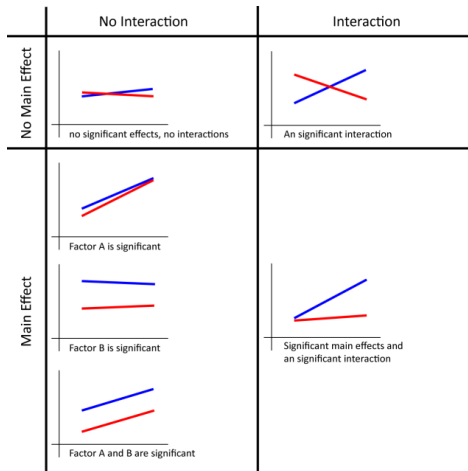 No Interaction
Interaction
No Main Effect
no significant effects, no interactions
An significant interaction
Main Effect
Factor A is significant
Factor B is significant
Significant main effects and
an significant interaction
Factor A and B are significant